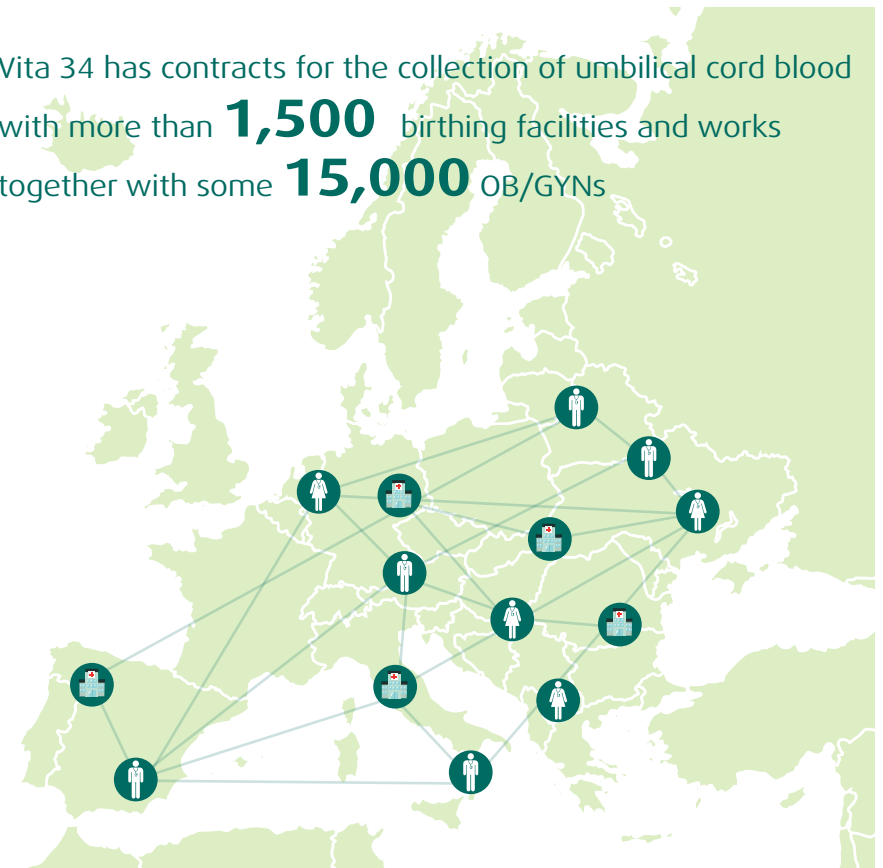 Vita 34 has contracts for the collection of umbilical cord blood
with more than 1,500 birthing facilities and works
together with some 15,000 OB/GYNs